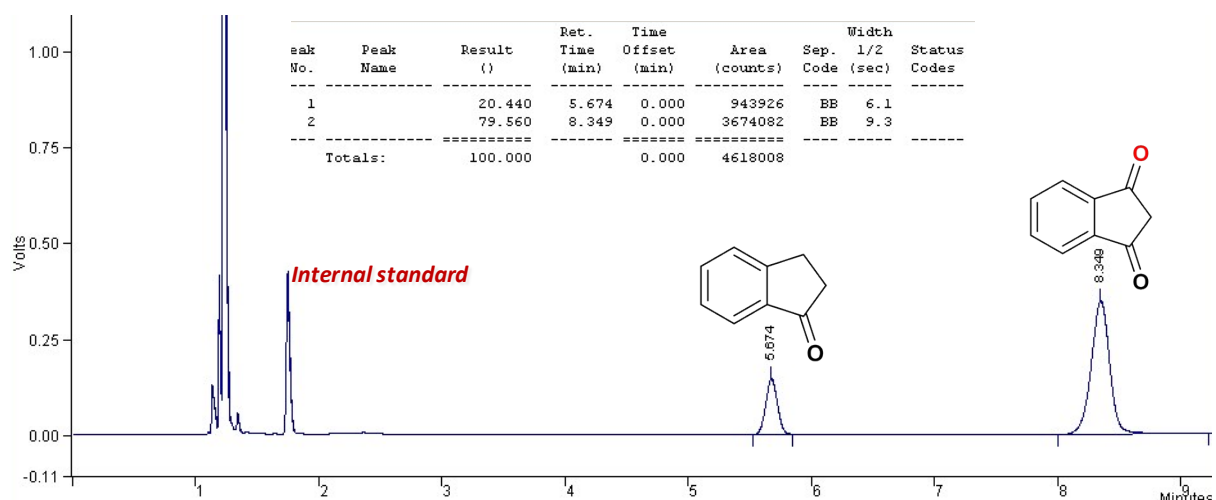 Ret. Time Width
eak Peak Result Time Offset Area Sep. 1/2 Status
No. Name () (min) (min) (counts) Code (sec) Codes
1 20.440 5.674 0.000 943926 BB 6.1
2 79.560 8.349 0.000 3674082 BB 9.3
Totals: 100.000 0.000 4618008
1.00
0.75
0.50
0.25
0.00
-0.11
Volts
Internal standard
5.674
O
8.349
O
O
1 2 3 4 5 6 7 8 9
Minutes